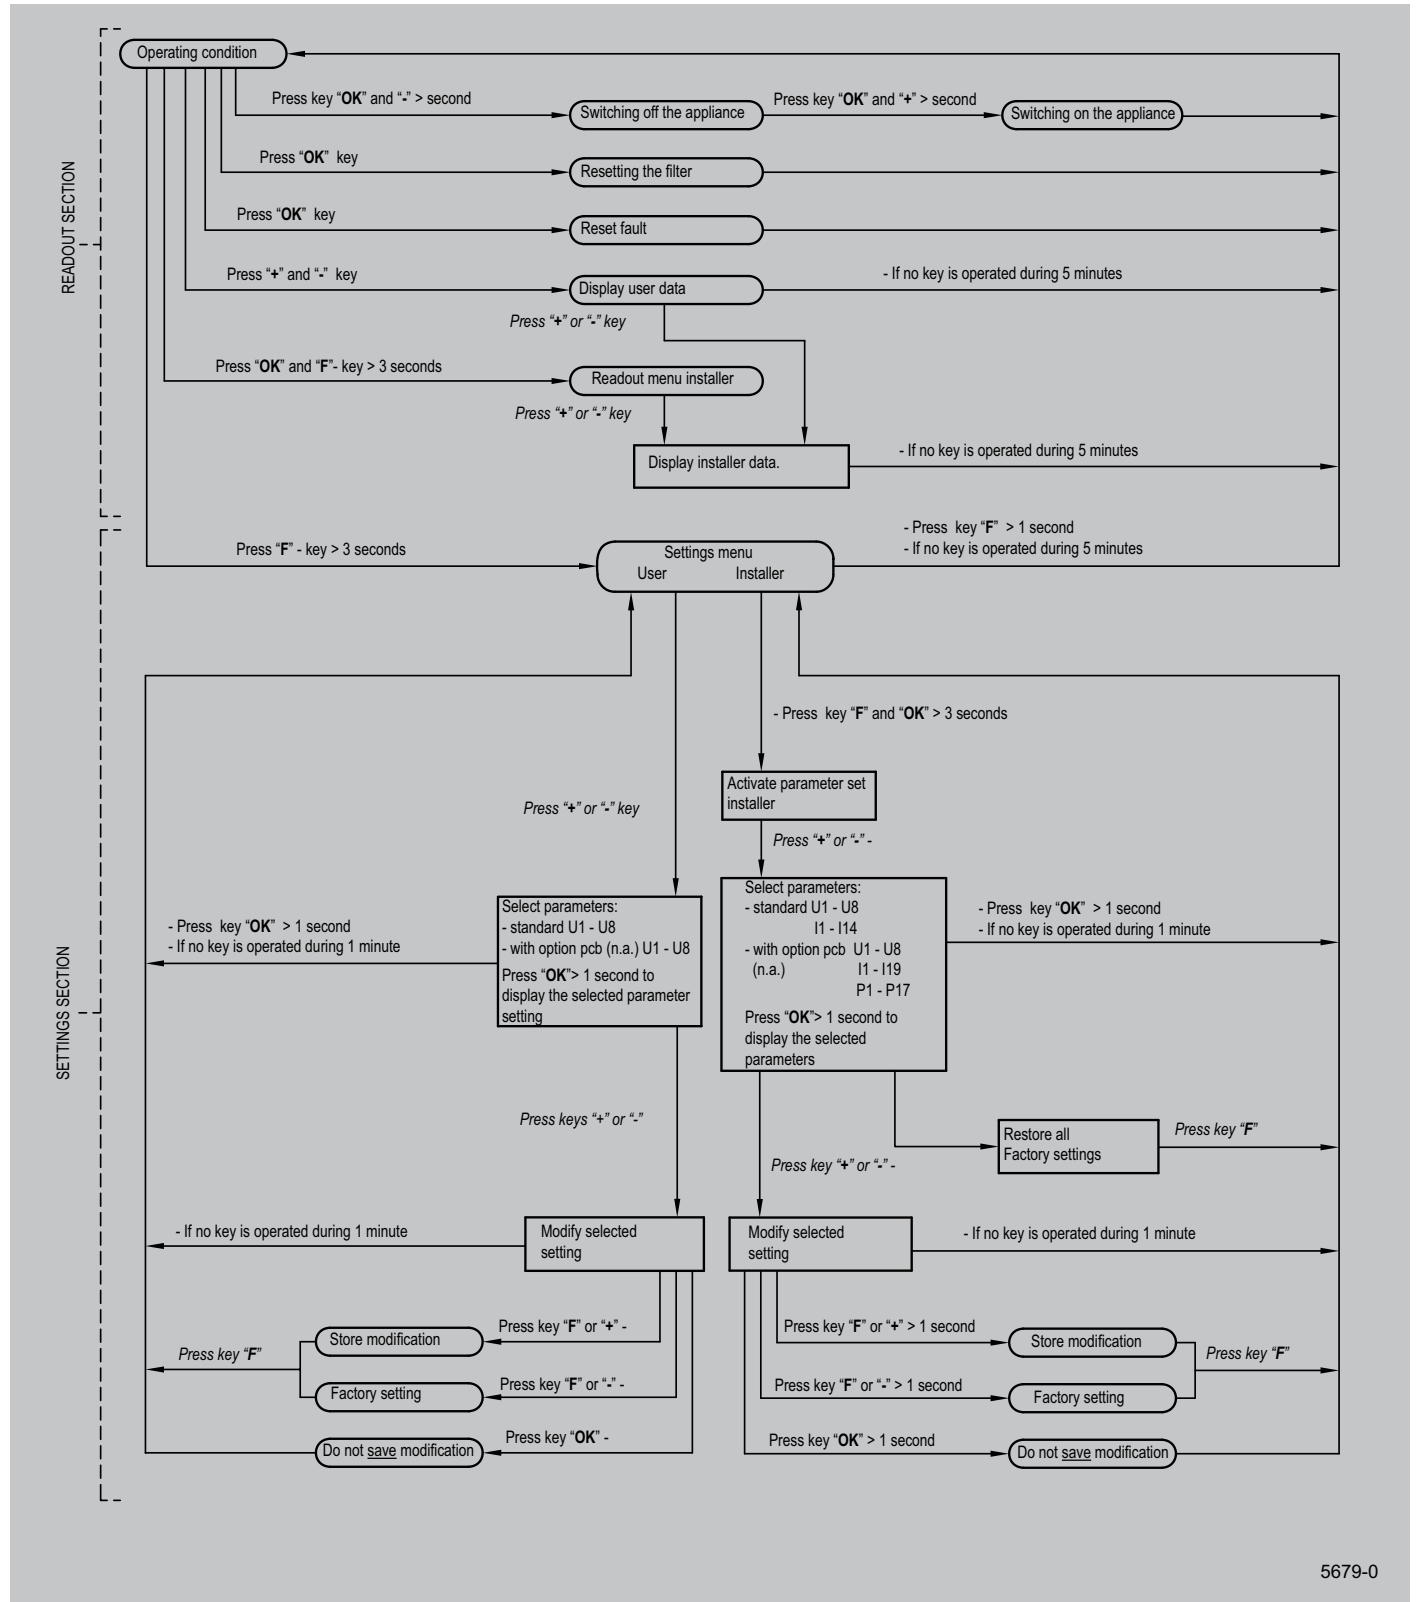 Operating condition
Press key “OK” and “-” > second
Switching off the appliance
Press key “OK” and “+” > second
Switching on the appliance
Press “OK” key
Resetting the filter
Press “OK” key
Reset fault
READOUT SECTION
Press “+” and “-” key
Display user data
- If no key is operated during 5 minutes
Press “+” or “-” key
Press “OK” and “F”- key > 3 seconds
Readout menu installer
Press “+” or “-” key
Display installer data.
- If no key is operated during 5 minutes
Press “F” - key > 3 seconds
Settings menu
User Installer
- Press key “F” > 1 second
- If no key is operated during 5 minutes
- Press key “F” and “OK” > 3 seconds
Activate parameter set
installer
Press “+” or “-” key
Press “+” or “-” -
SETTINGS SECTION
- Press key “OK” > 1 second
- If no key is operated during 1 minute
Select parameters:
- standard U1 - U8
- with option pcb (n.a.) U1 - U8
Press “OK”> 1 second to
display the selected parameter
setting
Select parameters:
- standard U1 - U8
I1 - I14
- with option pcb U1 - U8
(n.a.) I1 - I19
P1 - P17
Press “OK”> 1 second to
display the selected
parameters
- Press key “OK” > 1 second
- If no key is operated during 1 minute
Press keys “+” or “-”
Press key “+” or “-” -
Restore all
Factory settings
Press key “F”
- If no key is operated during 1 minute
Modify selected
setting
Modify selected
setting
- If no key is operated during 1 minute
Press key “F” or “+” -
Store modification
Press key “F”
Press key “F” or “-” -
Factory setting
Press key “OK” -
Do not save modification
Press key “F” or “+” > 1 second
Store modification
Press key “F”
Press key “F” or “-” > 1 second
Factory setting
Press key “OK” > 1 second
Do not save modification
5679-0